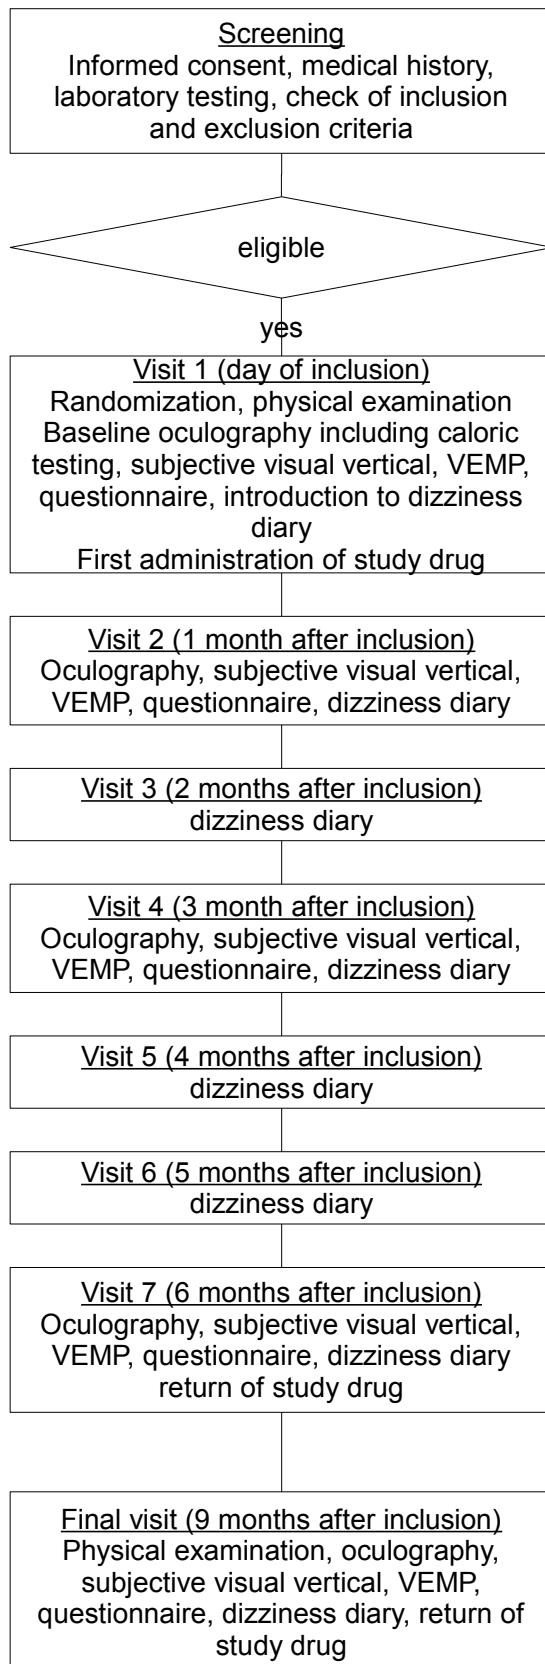 Screening
Informed consent, medical history,
laboratory testing, check of inclusion
and exclusion criteria
eligible
yes
Visit 1 (day of inclusion)
Randomization, physical examination
Baseline oculography including caloric
testing, subjective visual vertical, VEMP,
questionnaire, introduction to dizziness
diary
First administration of study drug
Visit 2 (1 month after inclusion)
Oculography, subjective visual vertical,
VEMP, questionnaire, dizziness diary
Visit 3 (2 months after inclusion)
dizziness diary
Visit 4 (3 month after inclusion)
Oculography, subjective visual vertical,
VEMP, questionnaire, dizziness diary
Visit 5 (4 months after inclusion)
dizziness diary
Visit 6 (5 months after inclusion)
dizziness diary
Visit 7 (6 months after inclusion)
Oculography, subjective visual vertical,
VEMP, questionnaire, dizziness diary
return of study drug
Final visit (9 months after inclusion)
Physical examination, oculography,
subjective visual vertical, VEMP,
questionnaire, dizziness diary, return of
study drug